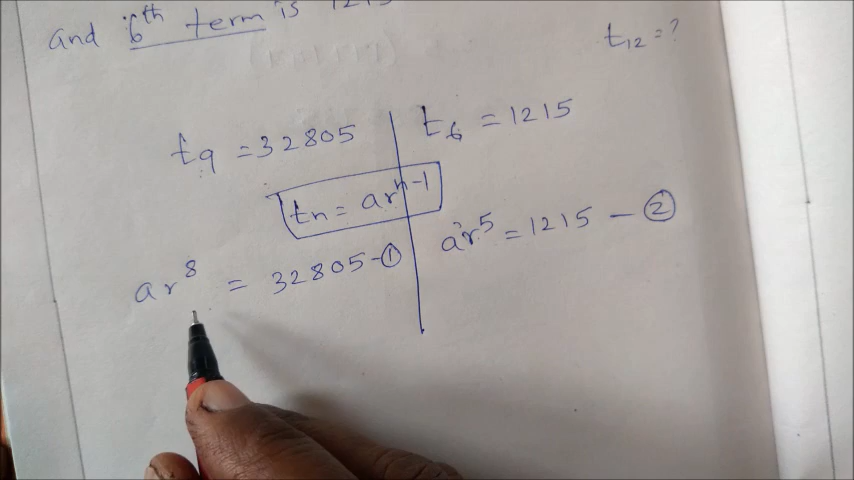 and 6th term is 1215
t12 = ?
t9 = 32805
t6 = 1215
tn = ar^n-1
ar^8 = 32805 - ①
ar^5 = 1215 - ②